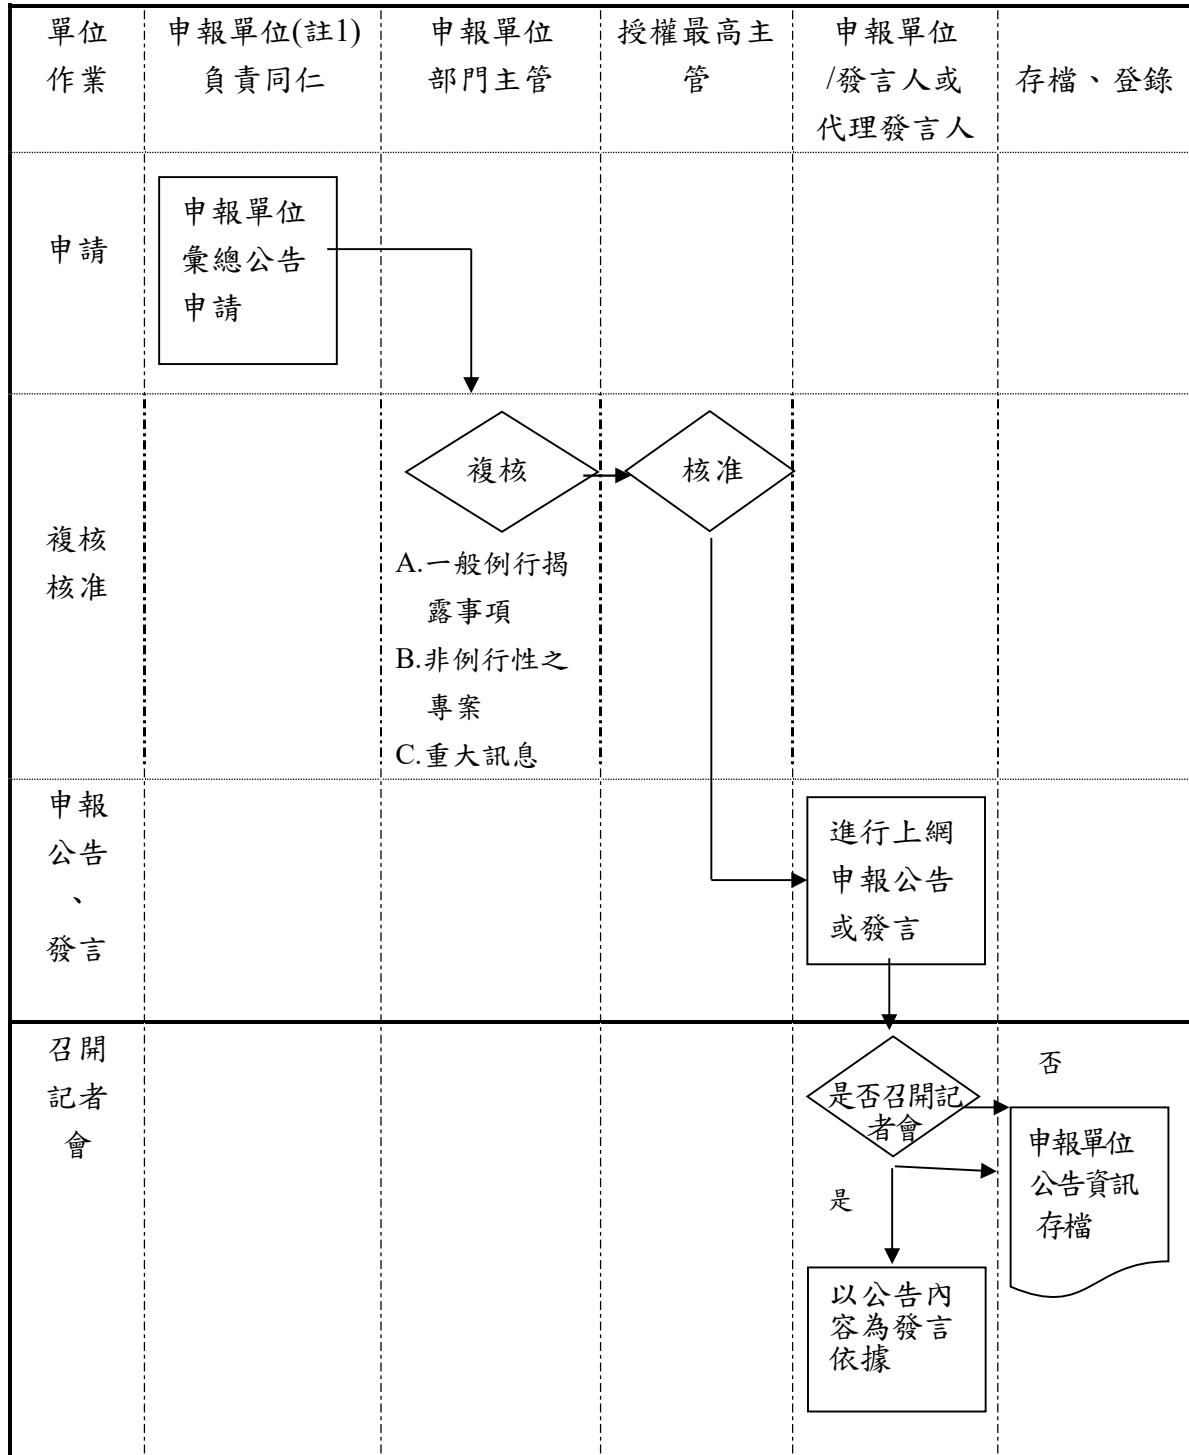 單位
作業
申報單位(註1)
負責同仁
申報單位
部門主管
授權最高主
管
申報單位
/發言人或
代理發言人
存檔、登錄
申請
申報單位
彙總公告
申請
複核
核准
複核
核准
A.一般例行揭
露事項
B.非例行性之
專案
C.重大訊息
申報
公告
、
發言
進行上網
申報公告
或發言
召開
記者
會
是否召開記
者會
否
申報單位
公告資訊
存檔
是
以公告內
容為發言
依據